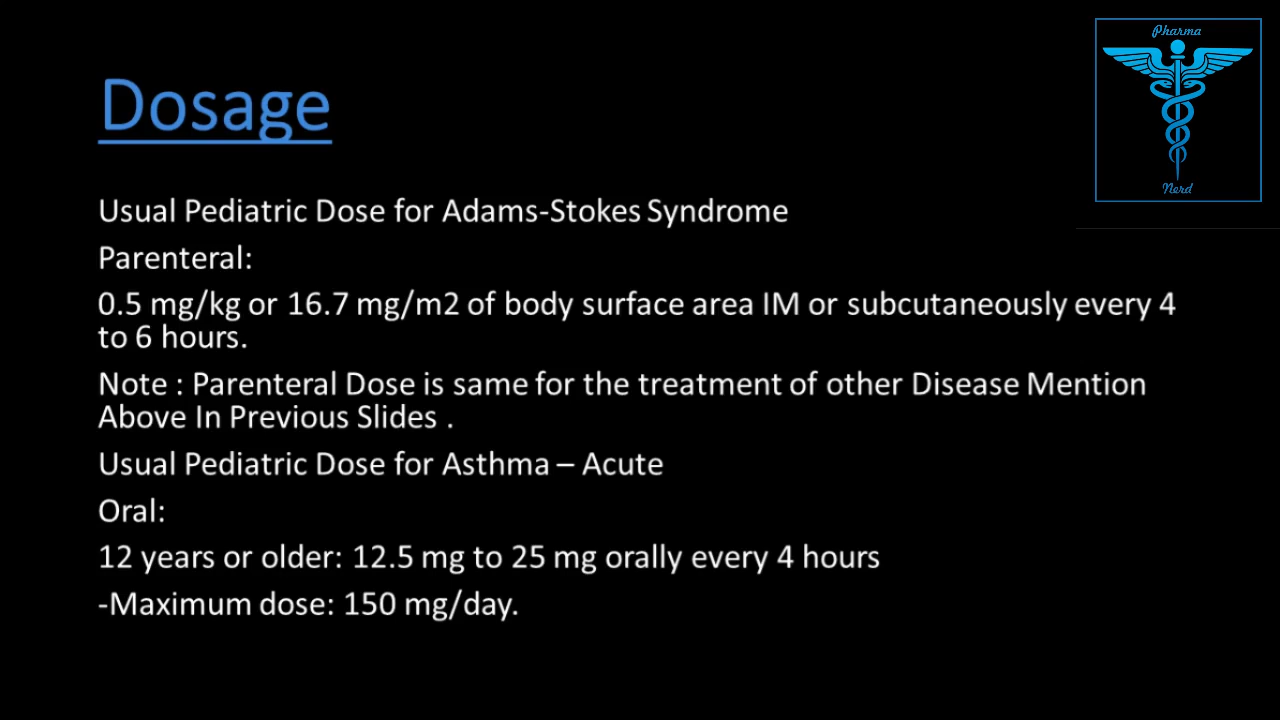 Pharma
Nerd
Dosage
Usual Pediatric Dose for Adams-Stokes Syndrome
Parenteral:
0.5 mg/kg or 16.7 mg/m2 of body surface area IM or subcutaneously every 4
to 6 hours.
Note : Parenteral Dose is same for the treatment of other Disease Mention
Above In Previous Slides .
Usual Pediatric Dose for Asthma – Acute
Oral:
12 years or older: 12.5 mg to 25 mg orally every 4 hours
-Maximum dose: 150 mg/day.